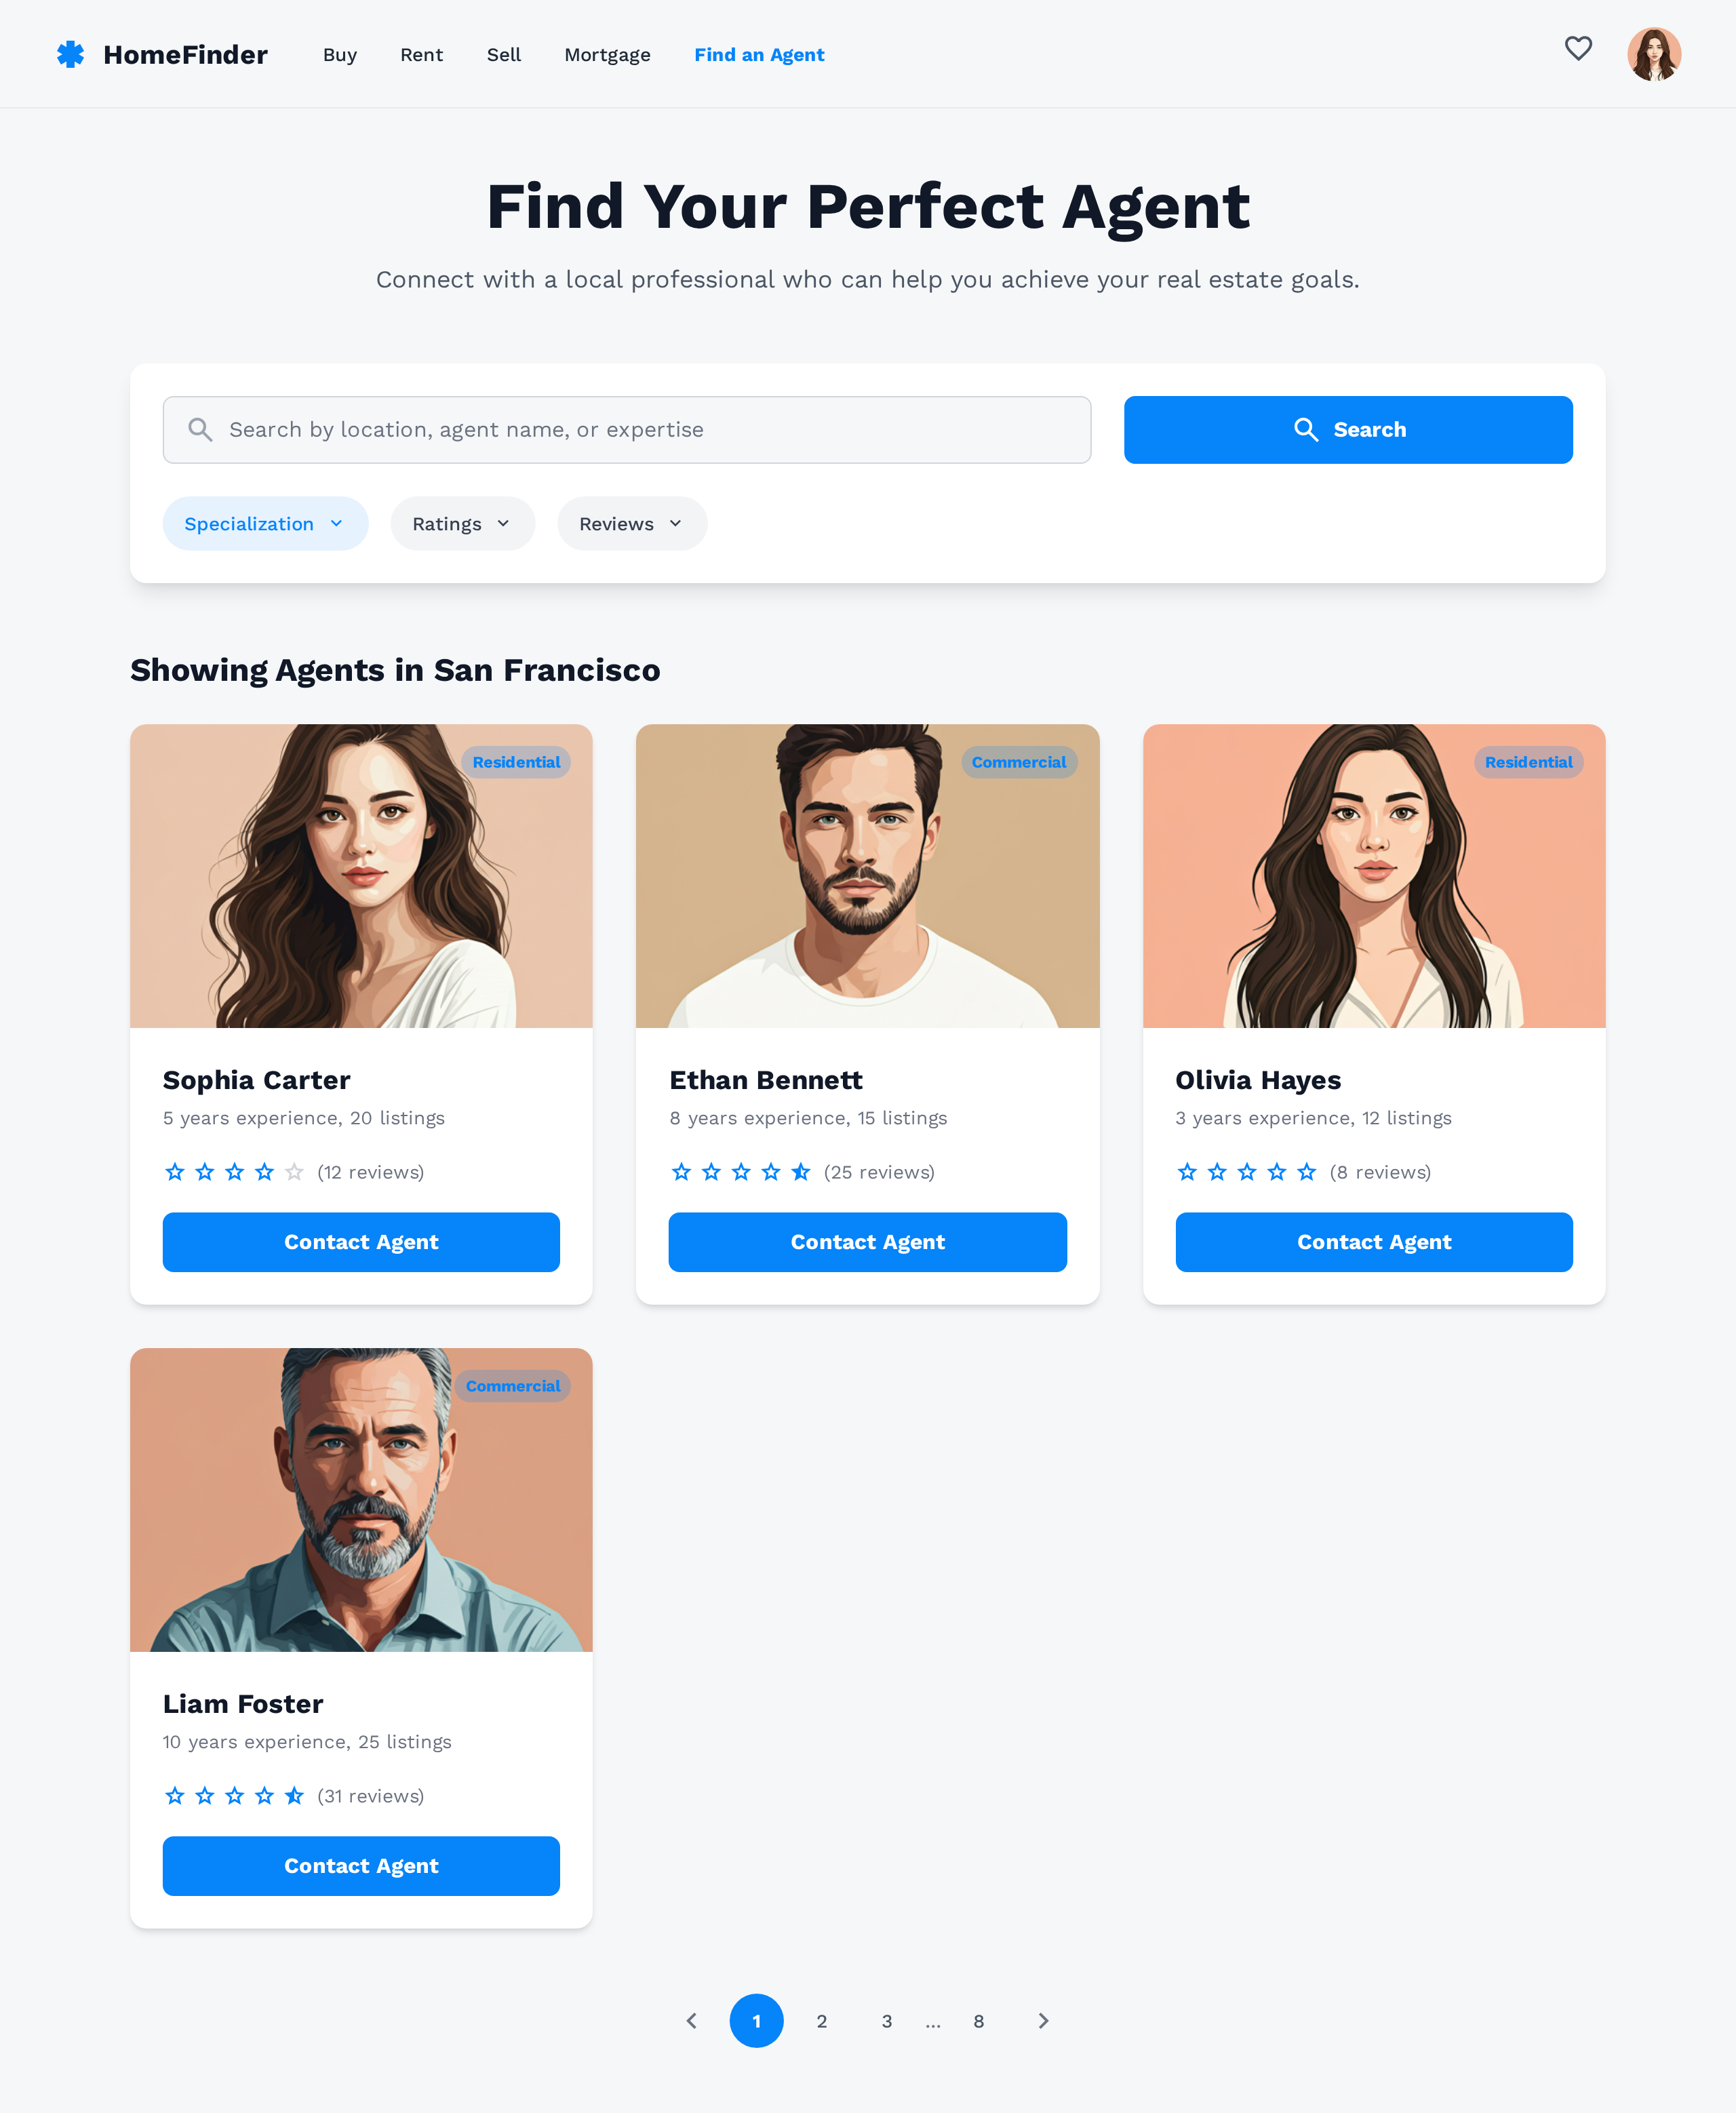 HomeFinder Buy Rent Sell Mortgage Find an Agent
Find Your Perfect Agent
Connect with a local professional who can help you achieve your real estate goals.
Search by location, agent name, or expertise Search
Specialization Ratings Reviews
Showing Agents in San Francisco
Residential
Sophia Carter
5 years experience, 20 listings
(12 reviews)
Contact Agent
Commercial
Ethan Bennett
8 years experience, 15 listings
(25 reviews)
Contact Agent
Residential
Olivia Hayes
3 years experience, 12 listings
(8 reviews)
Contact Agent
Commercial
Liam Foster
10 years experience, 25 listings
(31 reviews)
Contact Agent
1 2 3 ... 8